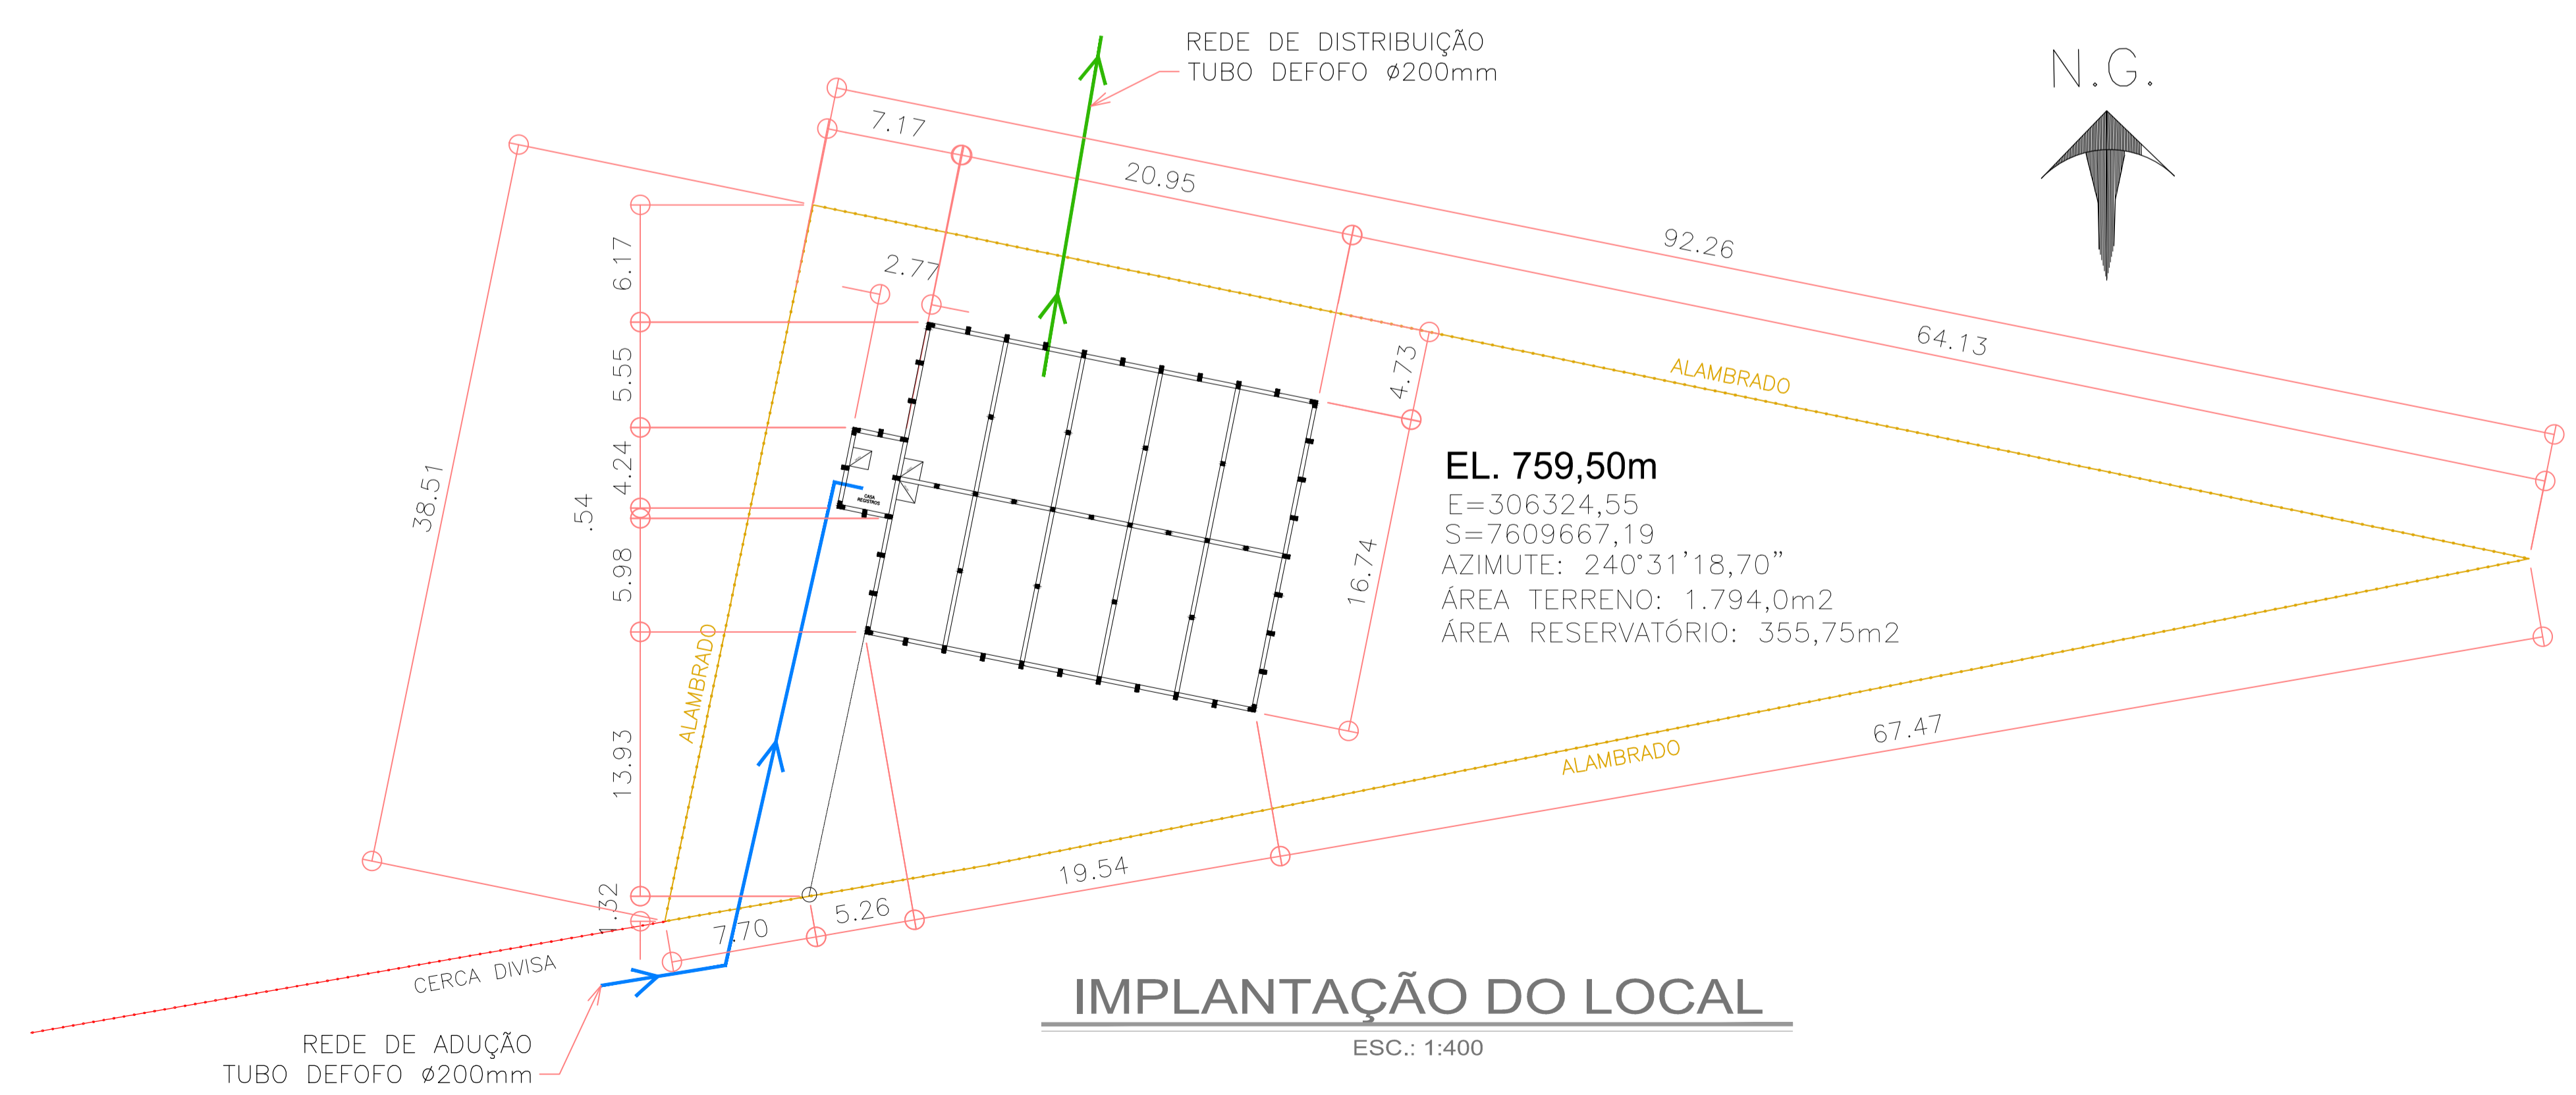 REDE DE DISTRIBUIÇÃO
TUBO DEFOFO ø200mm
N.G.
7.17
20.95
92.26
64.13
6.17
2.77
5.55
4.73
ALAMBRADO
38.51
4.24
.54
CASA
REGISTROS
EL. 759,50m
E=306324,55
S=7609667,19
AZIMUTE: 240°31'18,70"
ÁREA TERRENO: 1.794,0m2
ÁREA RESERVATÓRIO: 355,75m2
5.98
16.74
ALAMBRADO
13.93
67.47
ALAMBRADO
19.54
1.32
5.26
7.70
CERCA DIVISA
REDE DE ADUÇÃO
TUBO DEFOFO ø200mm
IMPLANTAÇÃO DO LOCAL
ESC.: 1:400